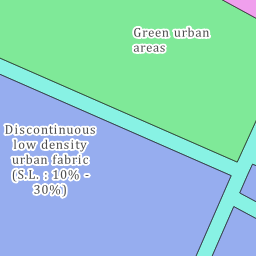 Green urban
areas
Discontinuous
low density
urban fabric
(S.L. : 10% -
30%)